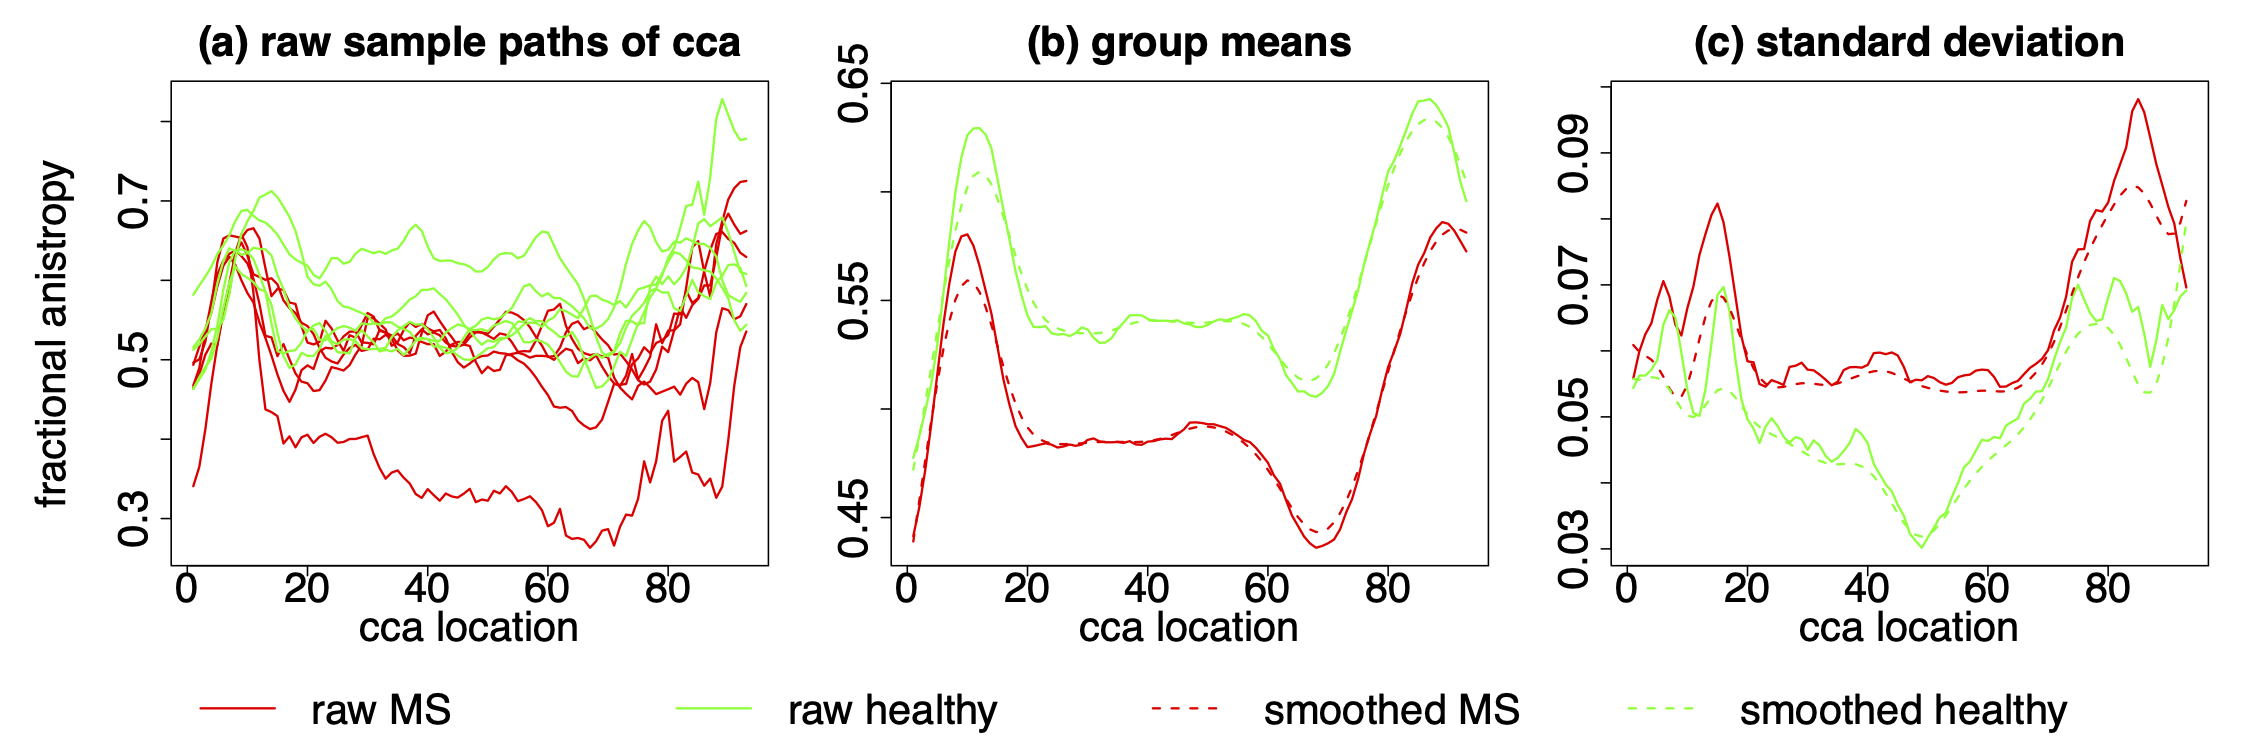 (a) raw sample paths of cca
(b) group means
(c) standard deviation
fractional anistropy
0.3 0.5 0.7
0 20 40 60 80
cca location
0.45 0.55 0.65
0 20 40 60 80
cca location
0.03 0.05 0.07 0.09
0 20 40 60 80
cca location
raw MS
raw healthy
smoothed MS
smoothed healthy